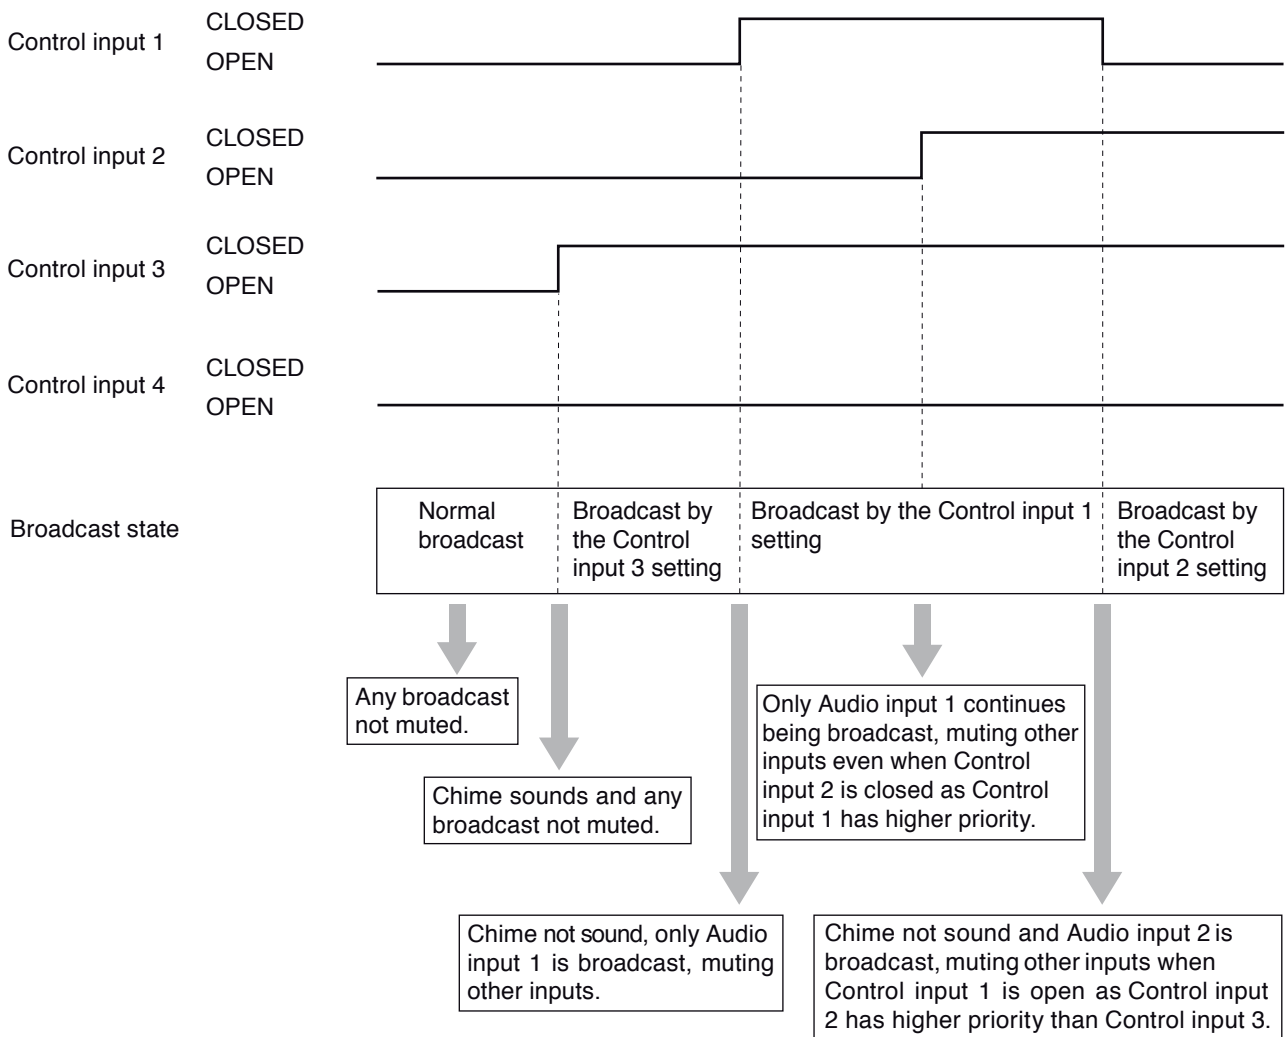 Control input 1
CLOSED
OPEN
Control input 2
CLOSED
OPEN
Control input 3
CLOSED
OPEN
Control input 4
CLOSED
OPEN
Broadcast state
Normal
broadcast
Broadcast by
the Control
input 3 setting
Broadcast by the Control input 1
setting
Broadcast by
the Control
input 2 setting
Any broadcast
not muted.
Chime sounds and any
broadcast not muted.
Only Audio input 1 continues
being broadcast, muting other
inputs even when Control
input 2 is closed as Control
input 1 has higher priority.
Chime not sound, only Audio
input 1 is broadcast, muting
other inputs.
Chime not sound and Audio input 2 is
broadcast, muting other inputs when
Control input 1 is open as Control input
2 has higher priority than Control input 3.